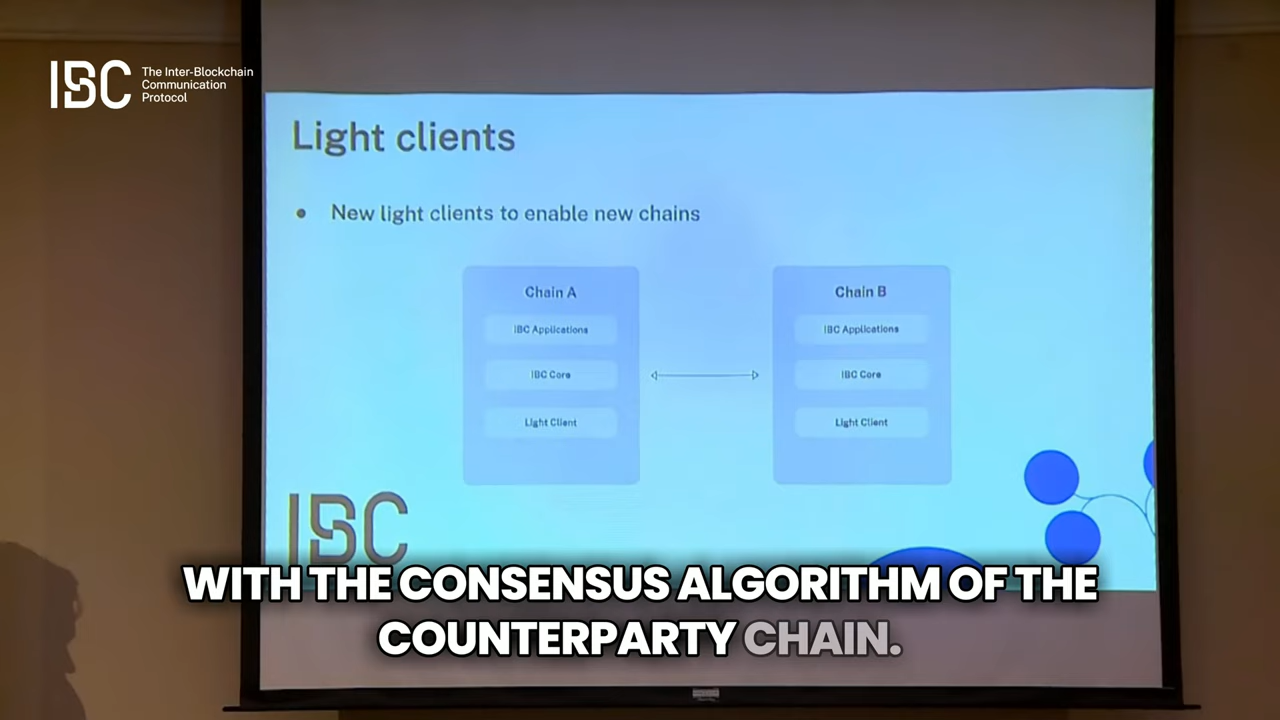 IBC
The Inter-Blockchain
Communication
Protocol
Light clients
• New light clients to enable new chains
Chain A
IBC Applications
IBC Core
Light Client
Chain B
IBC Applications
IBC Core
Light Client
IBC
WITH THE CONSENSUS ALGORITHM OF THE
COUNTERPARTY CHAIN.